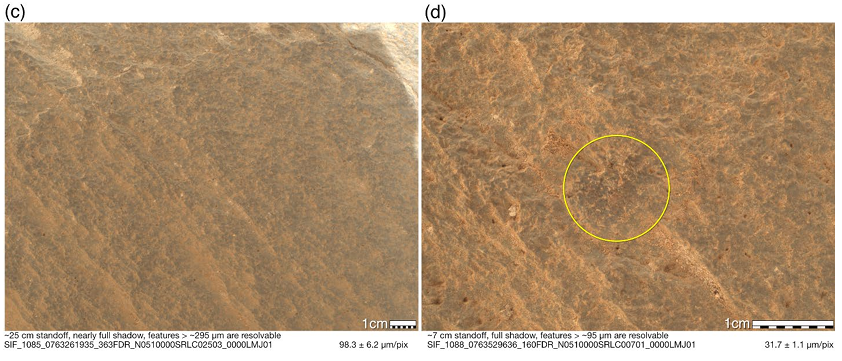 (c)
1cm
~25 cm standoff, nearly full shadow, features > ~295 µm are resolvable
SIF_1085_0763261935_363FDR_N0510000SRLC02503_0000LMJ01 98.3 ± 6.2 µm/pix
(d)
1cm
~7 cm standoff, full shadow, features > ~95 µm are resolvable
SIF_1088_0763529636_160FDR_N0510000SRLC00701_0000LMJ01 31.7 ± 1.1 µm/pix